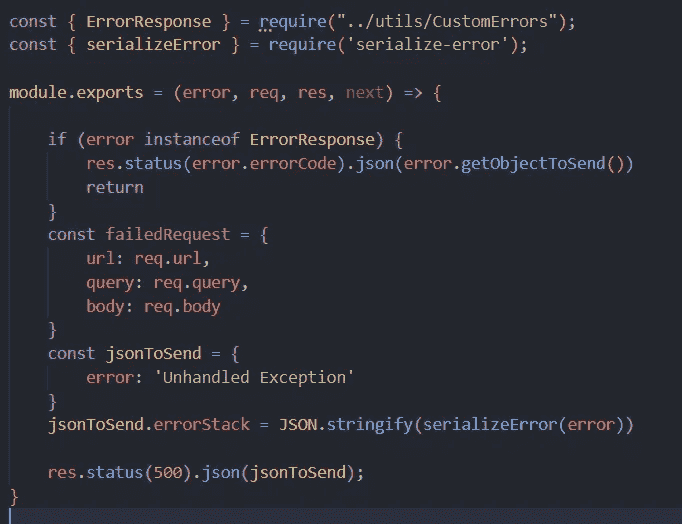 const { ErrorResponse } = require("../utils/CustomErrors");
const { serializeError } = require('serialize-error');
module.exports = (error, req, res, next) => {
if (error instanceof ErrorResponse) {
res.status(error.errorCode).json(error.getObjectToSend())
return
}
const failedRequest = {
url: req.url,
query: req.query,
body: req.body
}
const jsonToSend = {
error: 'Unhandled Exception'
}
jsonToSend.errorStack = JSON.stringify(serializeError(error))
res.status(500).json(jsonToSend);
}